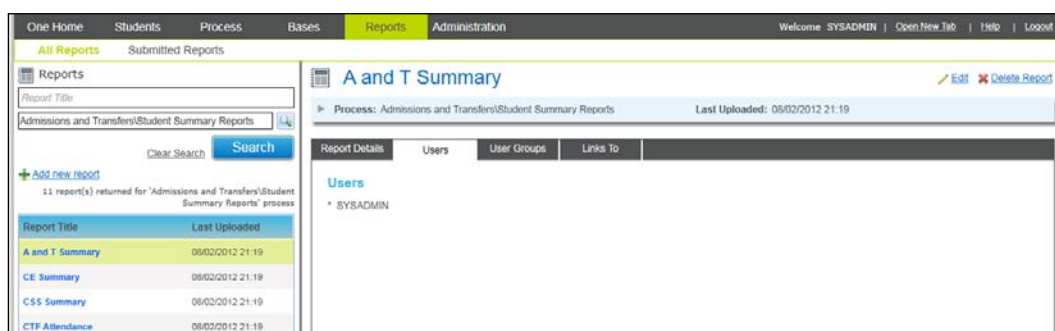 One Home Students Process Bases Reports Administration Welcome SYSADMIN | Open New Tab | Help | Logout
All Reports Submitted Reports
Reports
Report Title
Admissions and Transfers\Student Summary Reports
Clear Search Search
Add new report
11 report(s) returned for 'Admissions and Transfers\Student
Summary Reports' process
Report Title Last Uploaded
A and T Summary 08/02/2012 21:19
CE Summary 08/02/2012 21:19
CSS Summary 08/02/2012 21:19
CTF Attendance 08/02/2012 21:19
A and T Summary
Edit Delete Report
Process: Admissions and Transfers\Student Summary Reports Last Uploaded: 08/02/2012 21:19
Report Details Users User Groups Links To
Users
* SYSADMIN